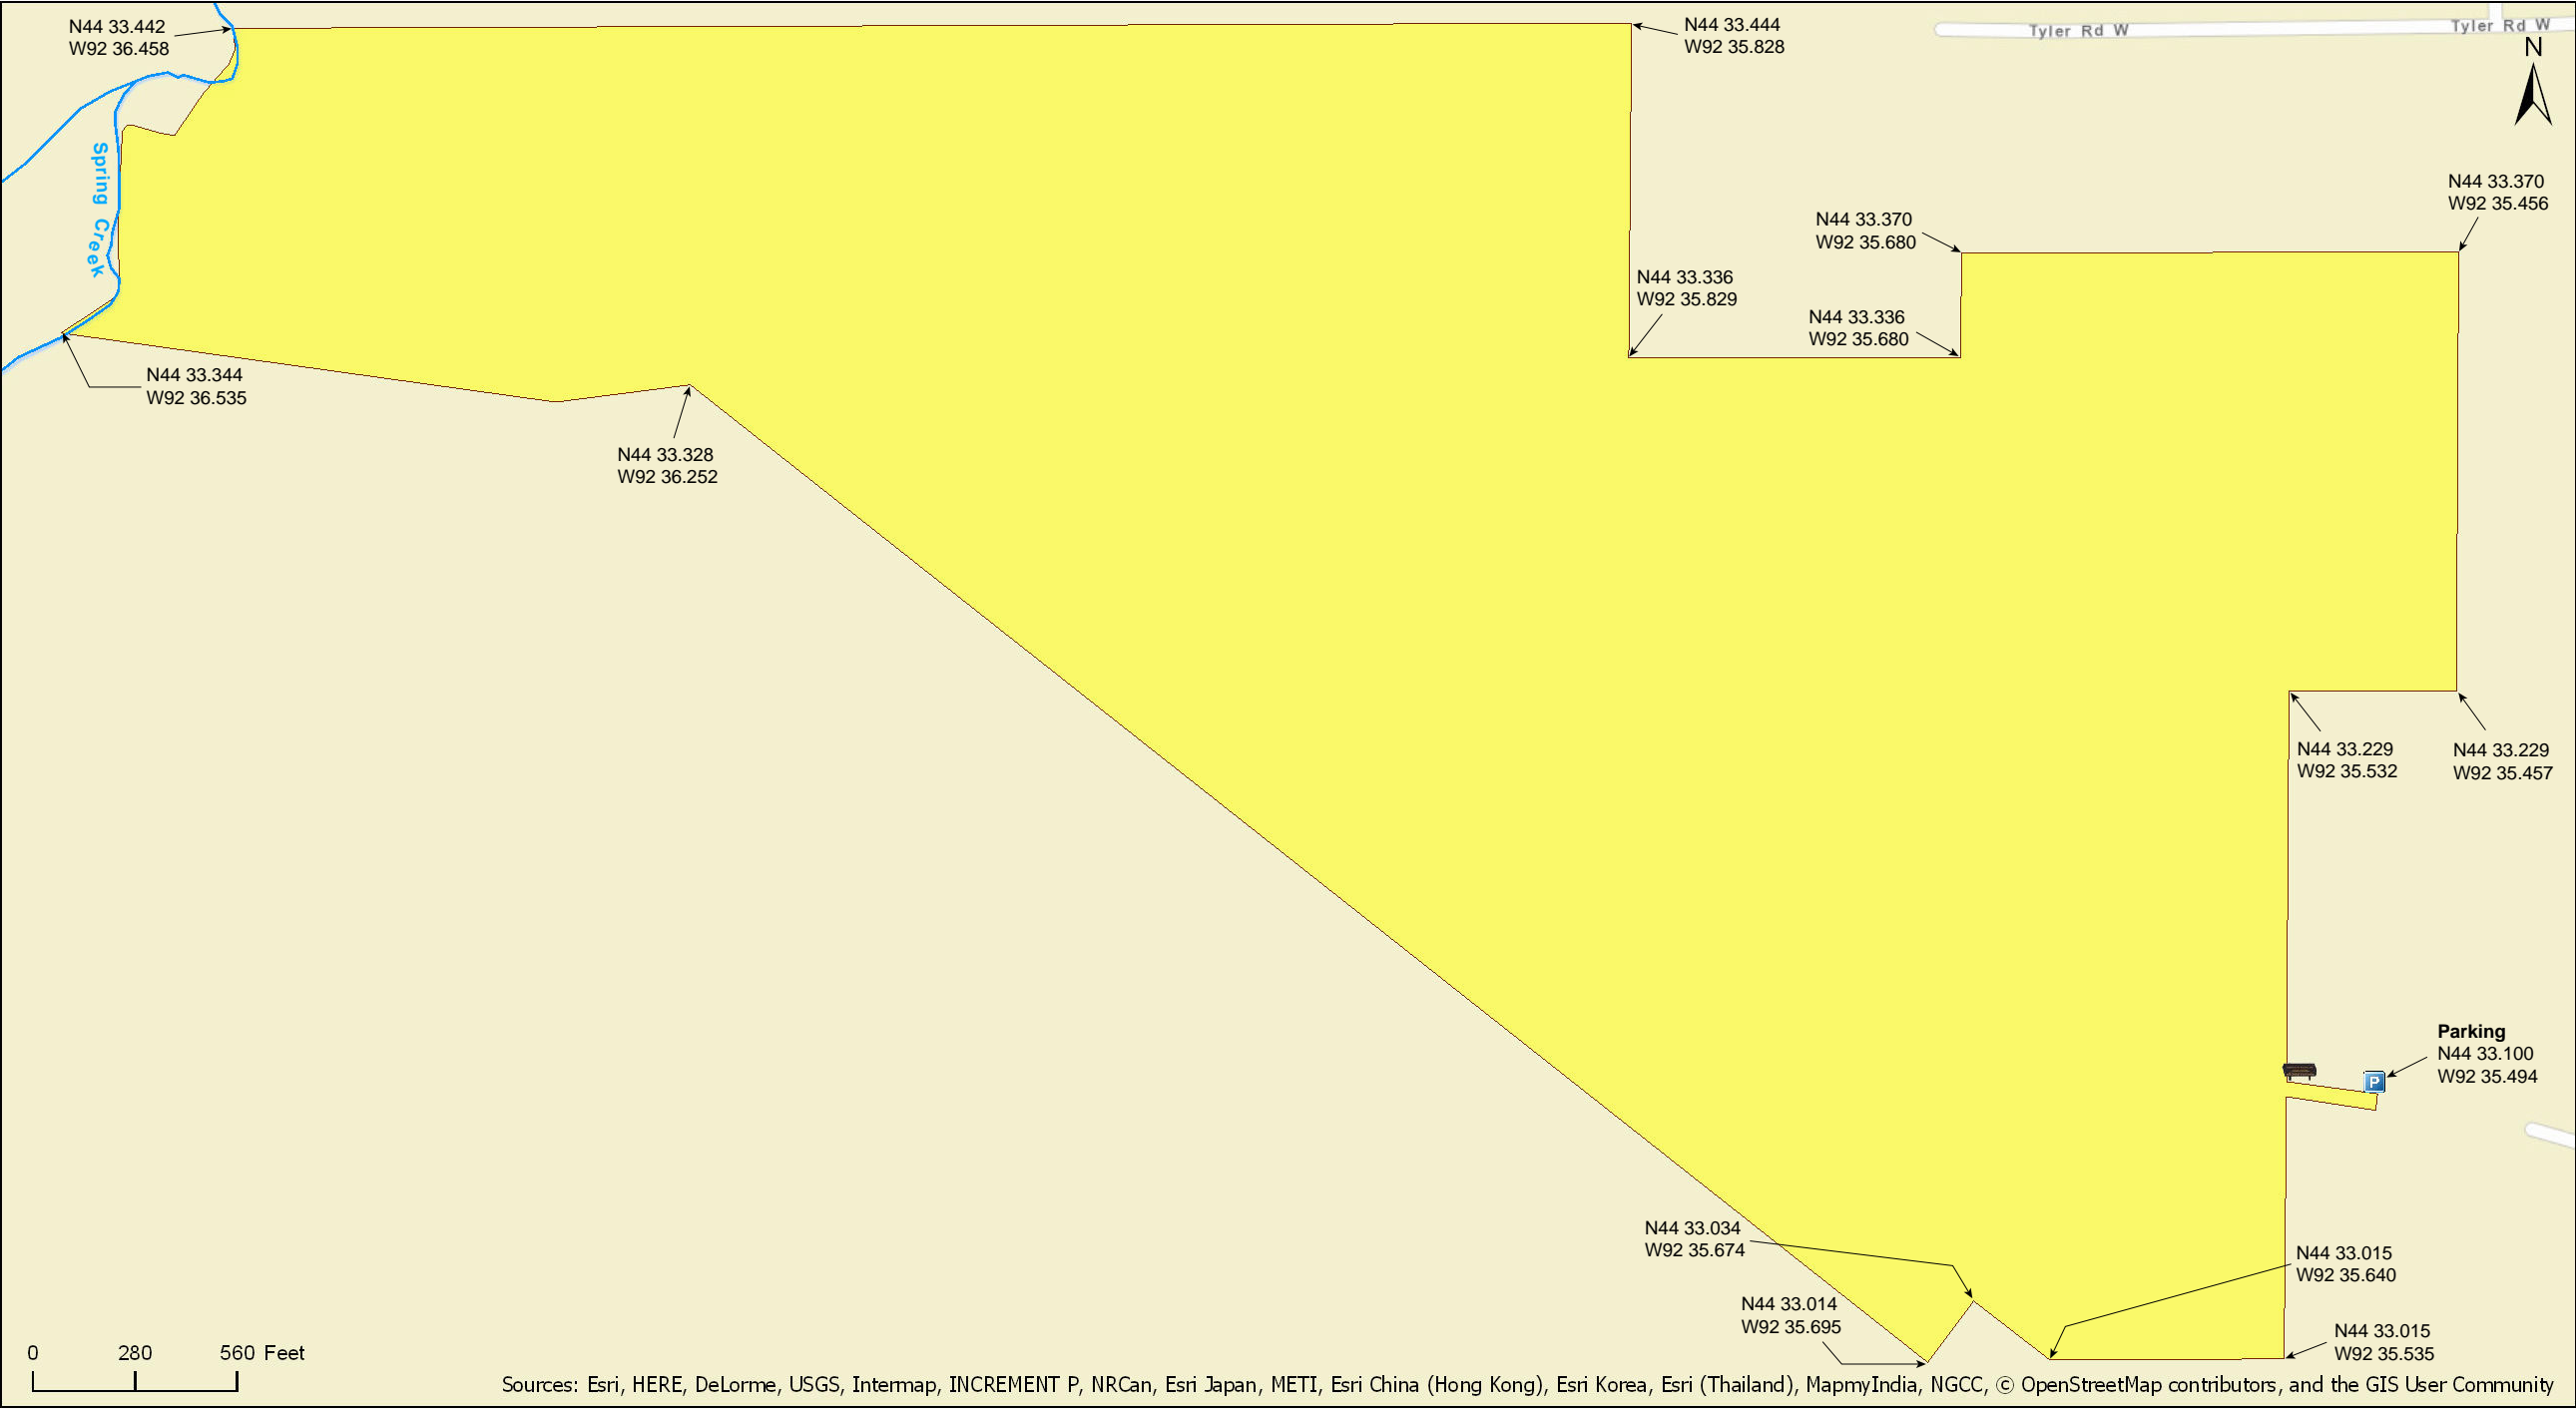 N44 33.442
W92 36.458
N44 33.444
W92 35.828
Tyler Rd W
Tyler Rd W
N
Spring Creek
N44 33.370
W92 35.456
N44 33.370
W92 35.680
N44 33.336
W92 35.829
N44 33.336
W92 35.680
N44 33.344
W92 36.535
N44 33.328
W92 36.252
N44 33.229
W92 35.532
N44 33.229
W92 35.457
Parking
N44 33.100
W92 35.494
P
N44 33.034
W92 35.674
N44 33.015
W92 35.640
N44 33.014
W92 35.695
N44 33.015
W92 35.535
0 280 560 Feet
Sources: Esri, HERE, DeLorme, USGS, Intermap, INCREMENT P, NRCan, Esri Japan, METI, Esri China (Hong Kong), Esri Korea, Esri (Thailand), MapmyIndia, NGCC, © OpenStreetMap contributors, and the GIS User Community